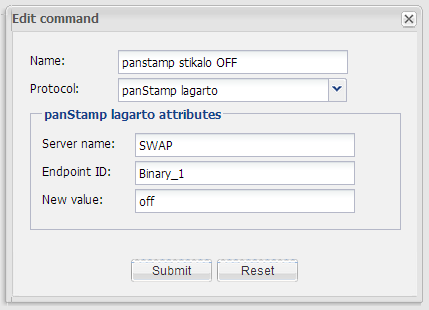 Edit command
Name: panstamp stikalo OFF
Protocol: panStamp lagarto
panStamp lagarto attributes
Server name: SWAP
Endpoint ID: Binary_1
New value: off
Submit Reset